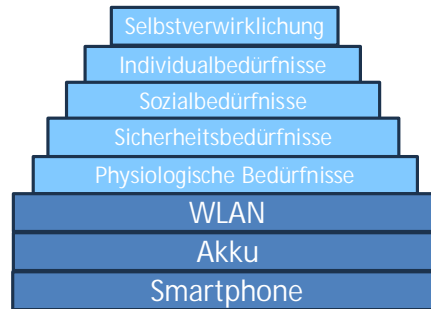 Selbstverwirklichung
Individualbedürfnisse
Sozialbedürfnisse
Sicherheitsbedürfnisse
Physiologische Bedürfnisse
WLAN
Akku
Smartphone